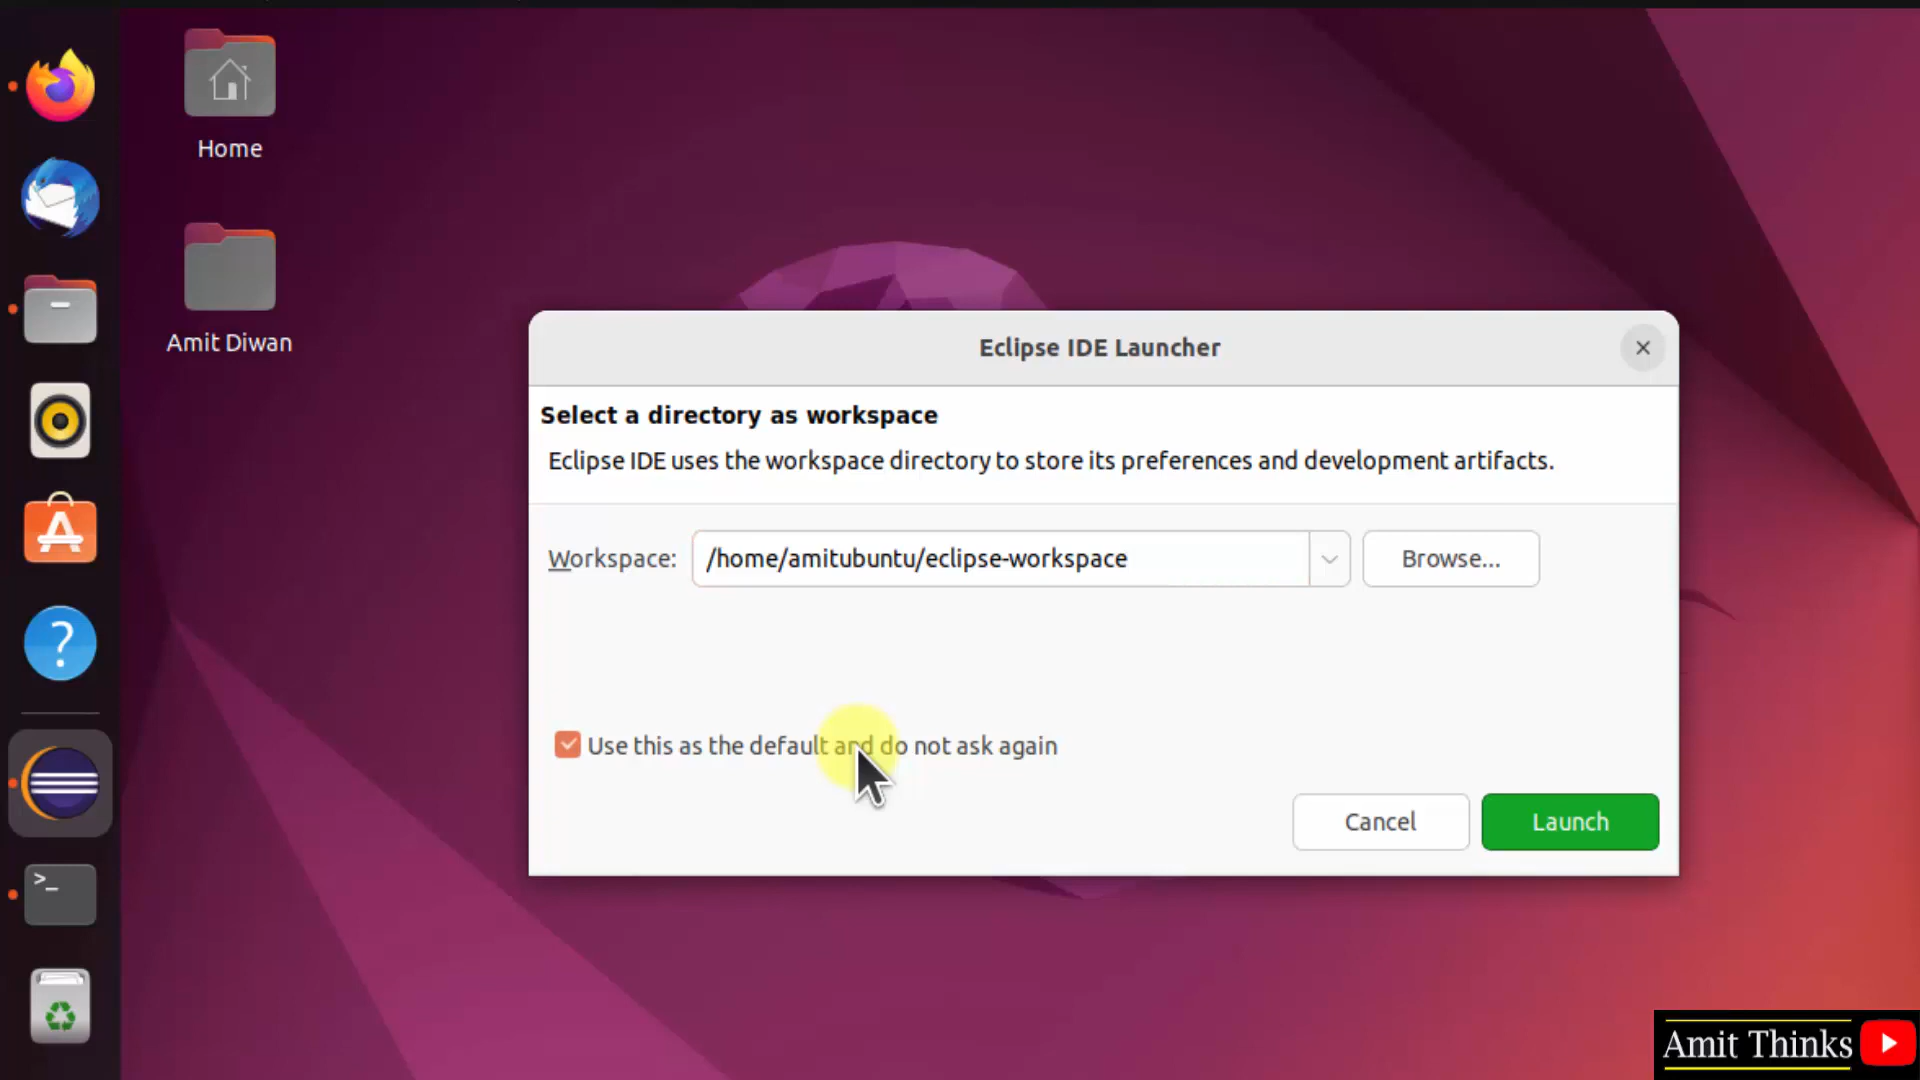 Home
Amit Diwan
Eclipse IDE Launcher
Select a directory as workspace
Eclipse IDE uses the workspace directory to store its preferences and development artifacts.
Workspace: /home/amitubuntu/eclipse-workspace Browse...
Use this as the default and do not ask again
Cancel Launch
>_
Amit Thinks